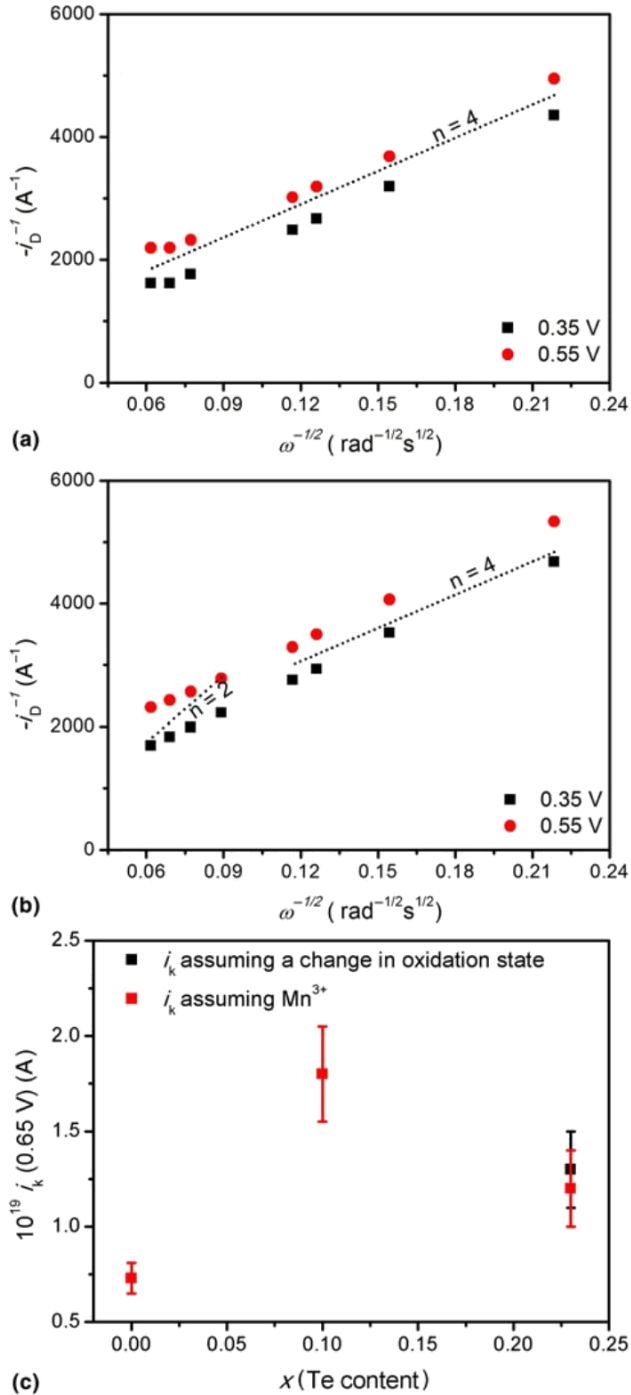 6000
4000
2000
0
-i_D⁻¹ (A⁻¹)
n = 4
0.35 V
0.55 V
0.06 0.09 0.12 0.15 0.18 0.21 0.24
(a)
ω^−1/2 ( rad^−1/2 s^1/2)
6000
4000
2000
0
-i_D⁻¹ (A⁻¹)
n = 4
n = 2
0.35 V
0.55 V
0.06 0.09 0.12 0.15 0.18 0.21 0.24
(b)
ω^−1/2 ( rad^−1/2 s^1/2)
2.5
2.0
1.5
1.0
0.5
10¹⁹ i_k (0.65 V) (A)
i_k assuming a change in oxidation state
i_k assuming Mn³⁺
0.00 0.05 0.10 0.15 0.20 0.25
(c)
x (Te content)